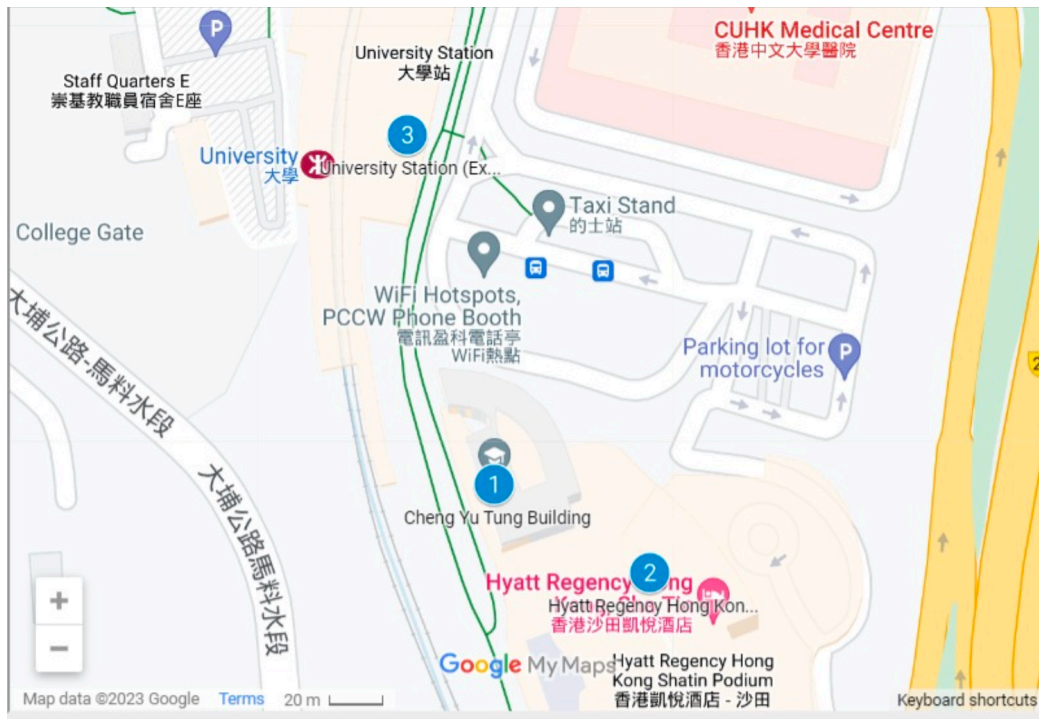 CUHK Medical Centre
香港中文大學醫院
University Station
大學站
P
Staff Quarters E
崇基教職員宿舍E座
3
University
大學
University Station (Ex...
Taxi Stand
的士站
College Gate
WiFi Hotspots,
PCCW Phone Booth
電訊盈科電話亭
WiFi熱點
大埔公路-馬料水段
Parking lot for
motorcycles
P
2
1
Cheng Yu Tung Building
大埔公路馬料水段
2
Hyatt Regency
Hyatt Regency Hong Kon...
香港沙田凱悅酒店
+
−
Google My Maps
Hyatt Regency Hong
Kong Shatin Podium
香港凱悅酒店 - 沙田
Map data ©2023 Google
Terms
20 m
Keyboard shortcuts